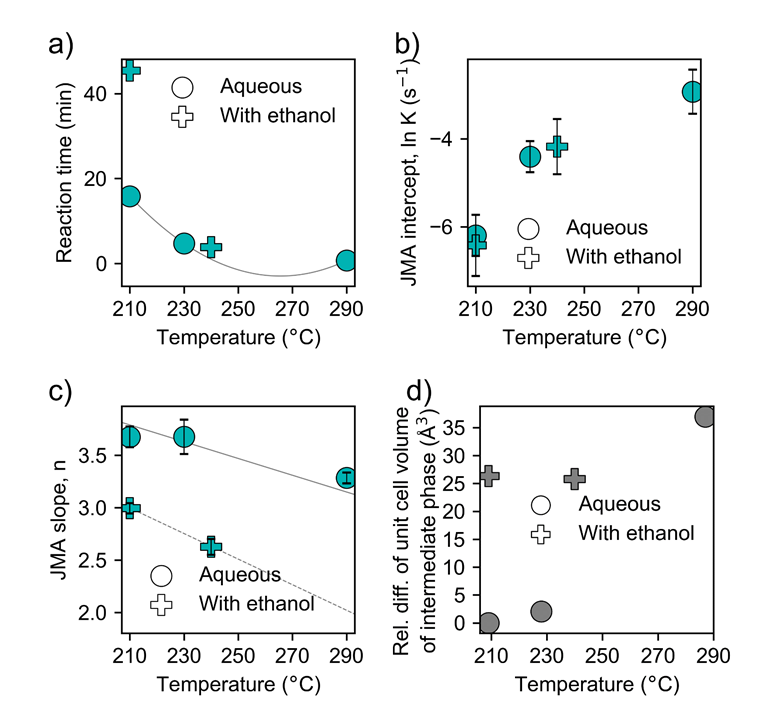 a)
Reaction time (min)
40
20
0
Aqueous
With ethanol
210 230 250 270 290
Temperature (°C)
b)
JMA intercept, ln K (s⁻¹)
−4
−6
Aqueous
With ethanol
210 230 250 270 290
Temperature (°C)
c)
JMA slope, n
3.5
3.0
2.5
2.0
Aqueous
With ethanol
210 230 250 270 290
Temperature (°C)
d)
Rel. diff. of unit cell volume
of intermediate phase (Å³)
35
30
25
20
15
10
5
0
Aqueous
With ethanol
210 230 250 270 290
Temperature (°C)